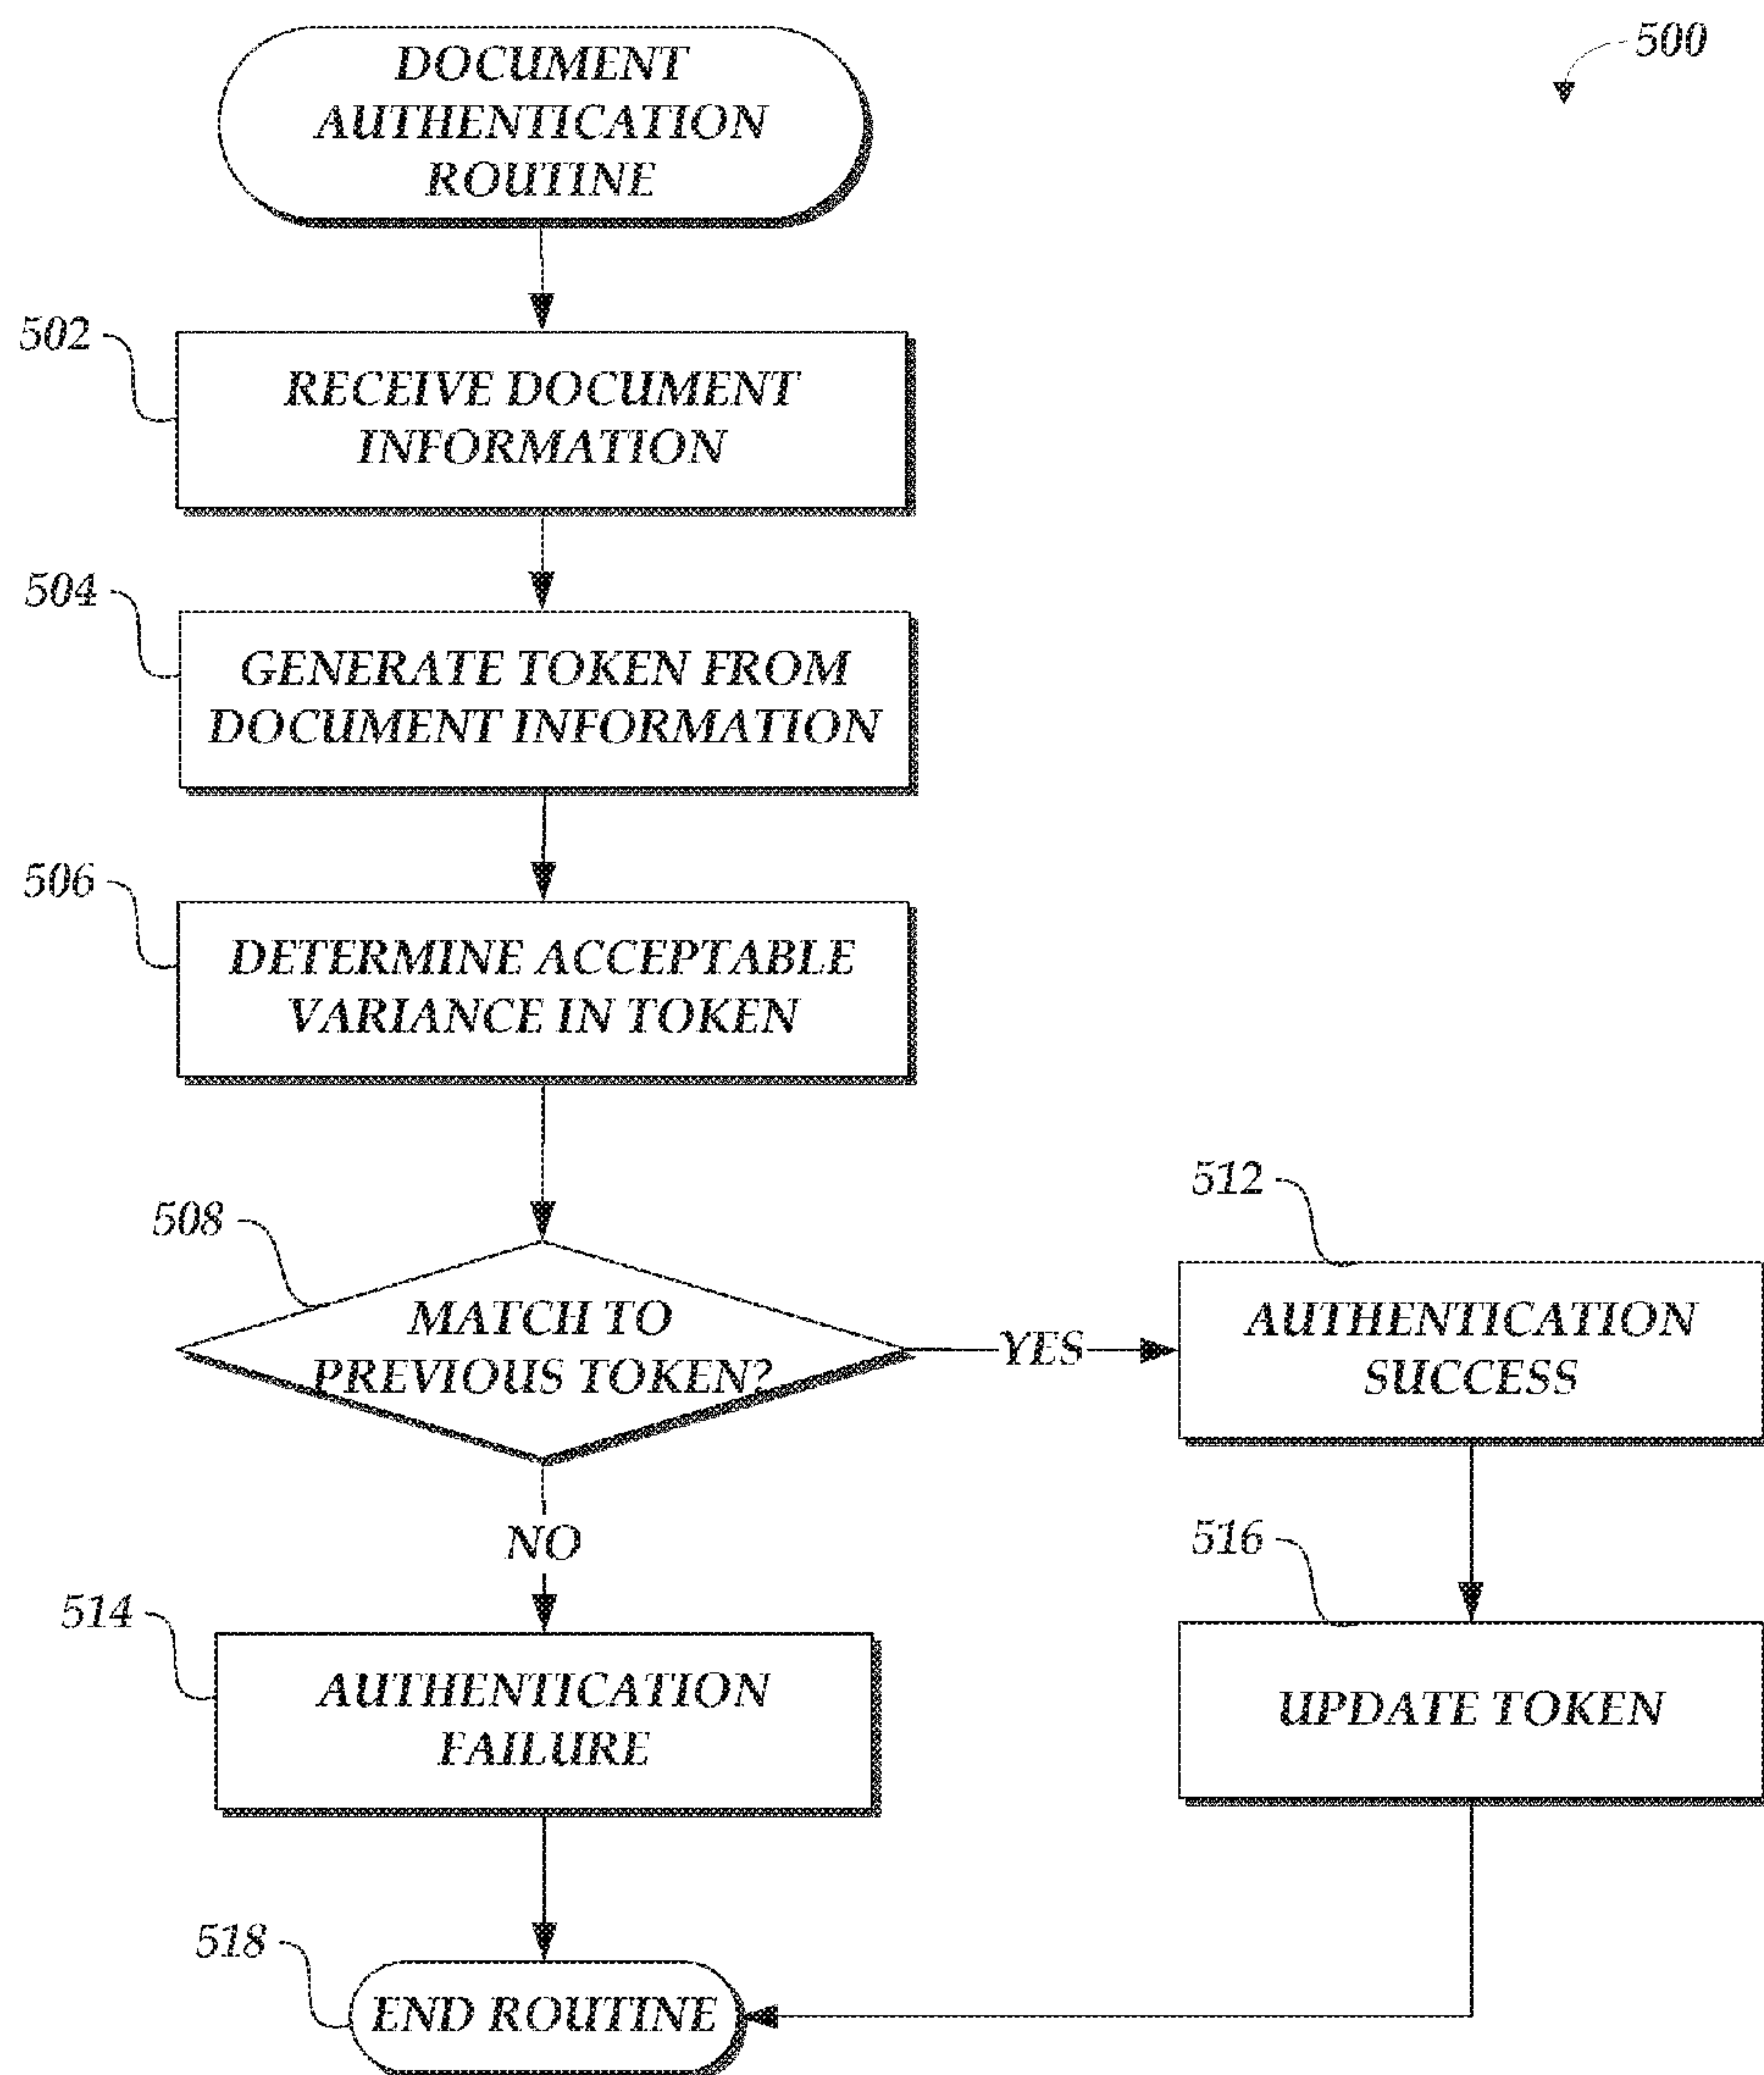 500
DOCUMENT
AUTHENTICATION
ROUTINE
502
RECEIVE DOCUMENT
INFORMATION
504
GENERATE TOKEN FROM
DOCUMENT INFORMATION
506
DETERMINE ACCEPTABLE
VARIANCE IN TOKEN
508
MATCH TO
PREVIOUS TOKEN?
YES
512
AUTHENTICATION
SUCCESS
NO
514
AUTHENTICATION
FAILURE
516
UPDATE TOKEN
518
END ROUTINE